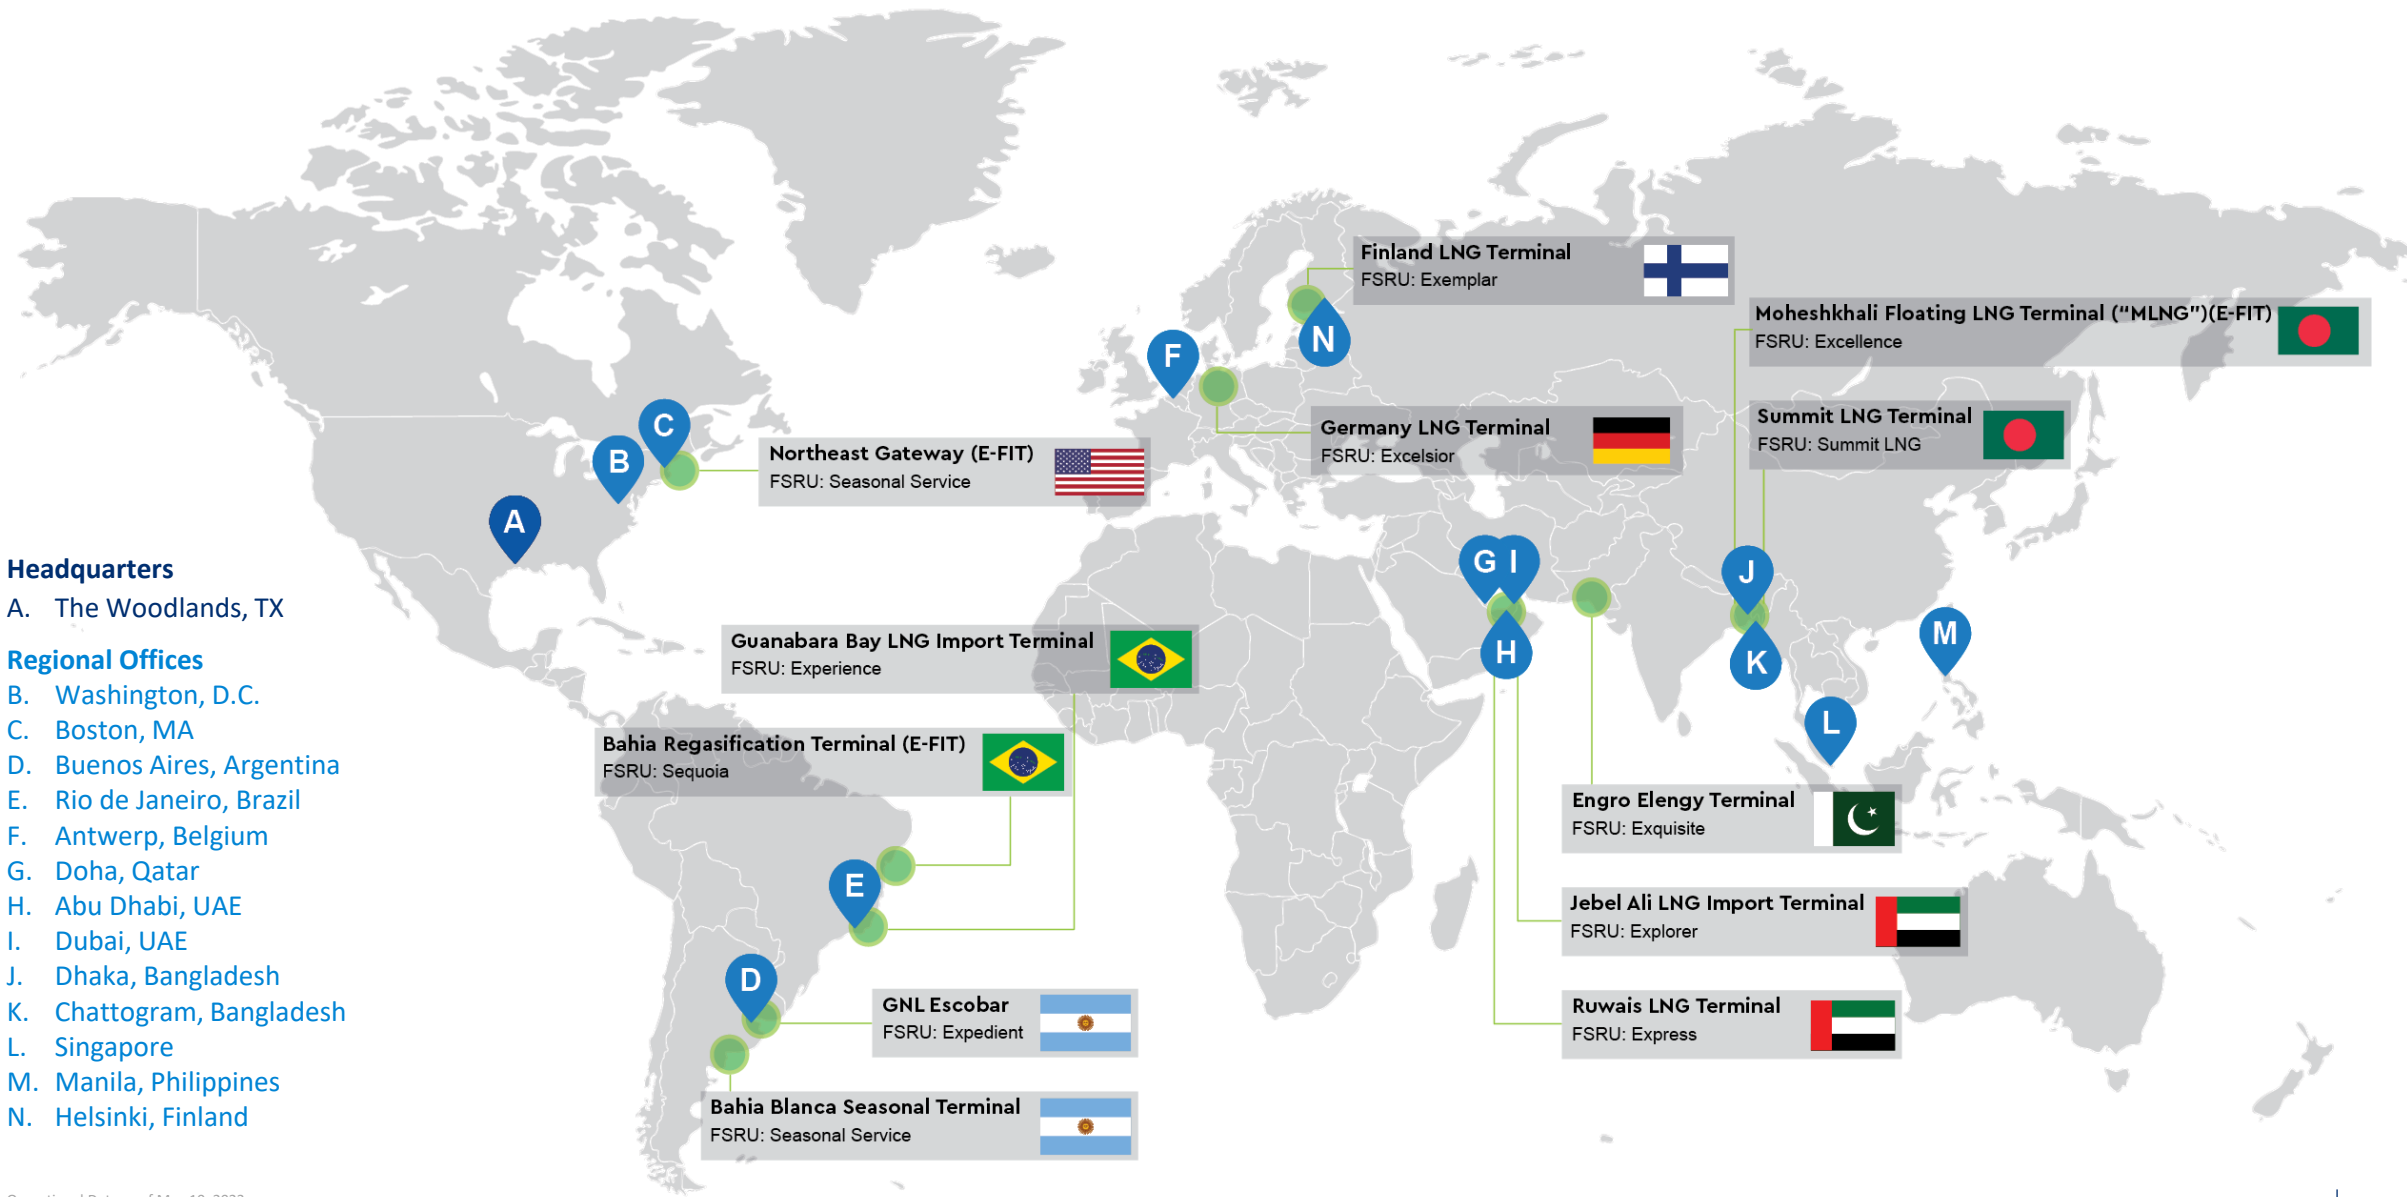 Finland LNG Terminal
FSRU: Exemplar
Moheshkhali Floating LNG Terminal (“MLNG”)(E-FIT)
FSRU: Excellence
N
F
Germany LNG Terminal
FSRU: Excelsior
Summit LNG Terminal
FSRU: Summit LNG
C
B
Northeast Gateway (E-FIT)
FSRU: Seasonal Service
A
G
I
J
H
K
M
L
Headquarters
A. The Woodlands, TX
Regional Offices
B. Washington, D.C.
C. Boston, MA
D. Buenos Aires, Argentina
E. Rio de Janeiro, Brazil
F. Antwerp, Belgium
G. Doha, Qatar
H. Abu Dhabi, UAE
I. Dubai, UAE
J. Dhaka, Bangladesh
K. Chattogram, Bangladesh
L. Singapore
M. Manila, Philippines
N. Helsinki, Finland
Guanabara Bay LNG Import Terminal
FSRU: Experience
Bahia Regasification Terminal (E-FIT)
FSRU: Sequoia
E
D
GNL Escobar
FSRU: Expedient
Bahia Blanca Seasonal Terminal
FSRU: Seasonal Service
Engro Elengy Terminal
FSRU: Exquisite
Jebel Ali LNG Import Terminal
FSRU: Explorer
Ruwais LNG Terminal
FSRU: Express